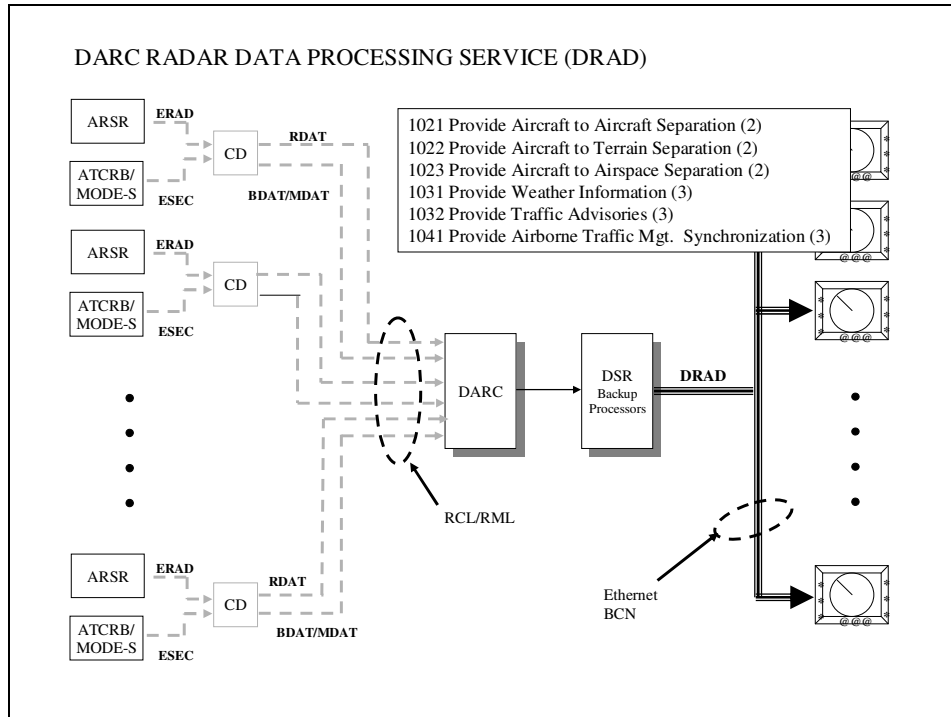 DARC RADAR DATA PROCESSING SERVICE (DRAD)
1021 Provide Aircraft to Aircraft Separation (2)
1022 Provide Aircraft to Terrain Separation (2)
1023 Provide Aircraft to Airspace Separation (2)
1031 Provide Weather Information (3)
1032 Provide Traffic Advisories (3)
1041 Provide Airborne Traffic Mgt. Synchronization (3)
ARSR
ERAD
CD
RDAT
ATCRB/
MODE-S
ESEC
BDAT/MDAT
ARSR
ERAD
CD
ATCRB/
MODE-S
ESEC
DARC
DSR
Backup
Processors
DRAD
RCL/RML
Ethernet
BCN
ARSR
ERAD
CD
RDAT
ATCRB/
MODE-S
ESEC
BDAT/MDAT
@@@
@@@
@@@
@@@